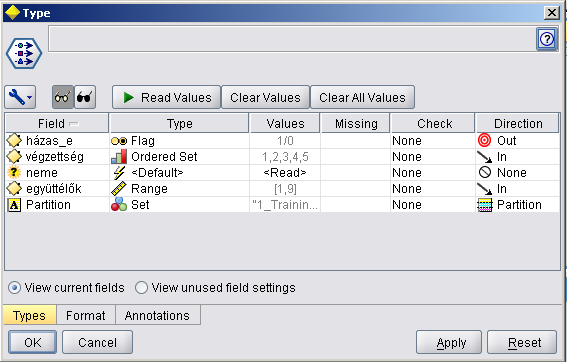 Type
Read Values Clear Values Clear All Values
Field Type Values Missing Check Direction
házas_e Flag 1/0 None Out
végzettség Ordered Set 1,2,3,4,5 None In
neme <Default> <Read> None None
együttélők Range [1,9] None In
A Partition Set "1_Trainin... None Partition
View current fields View unused field settings
Types Format Annotations
OK Cancel Apply Reset